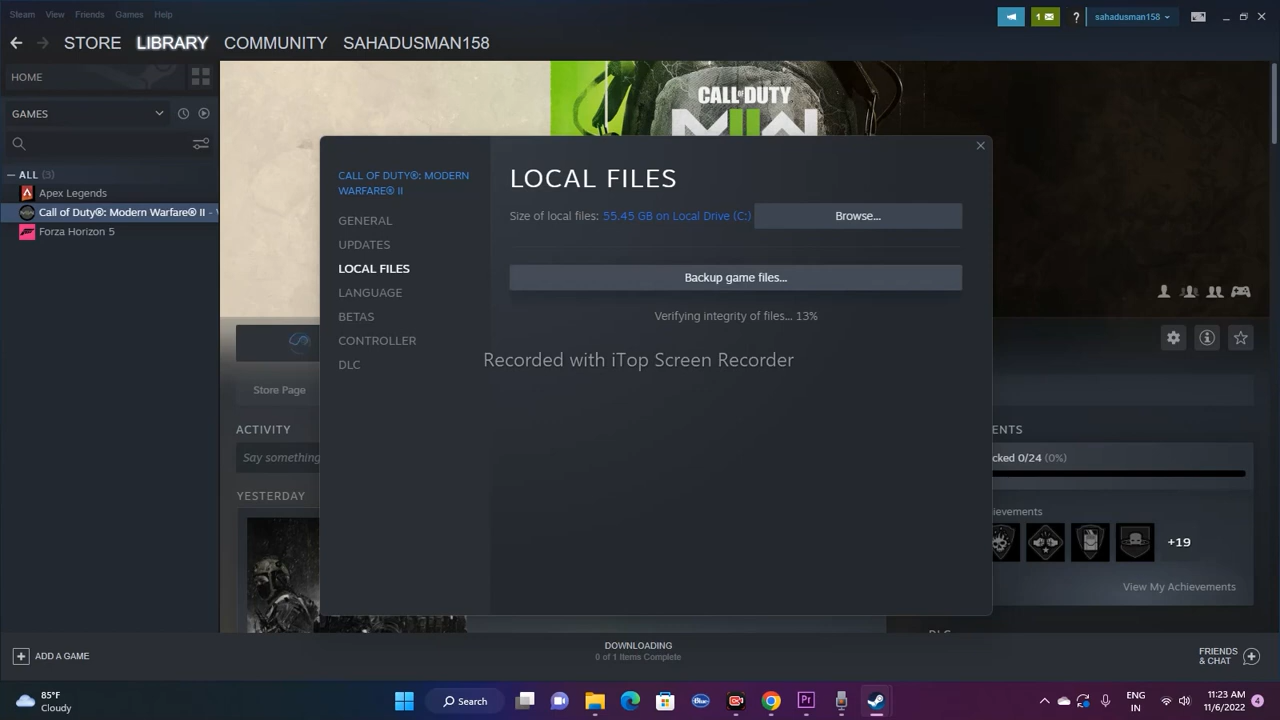 Steam View Friends Games Help
1
?
sahadusman158
STORE LIBRARY COMMUNITY SAHADUSMAN158
HOME
GAMES
ALL (3)
Apex Legends
Call of Duty®: Modern Warfare® II -
Forza Horizon 5
CALL OF DUTY
MWII
CALL OF DUTY®: MODERN
WARFARE® II
GENERAL
UPDATES
LOCAL FILES
LANGUAGE
BETAS
CONTROLLER
DLC
LOCAL FILES
Size of local files: 55.45 GB on Local Drive (C:)
Browse...
Backup game files...
Verifying integrity of files... 13%
Recorded with iTop Screen Recorder
Store Page
ACTIVITY
Say something
YESTERDAY
ENTS
cked 0/24 (0%)
ievements
+19
View My Achievements
DLC
ADD A GAME
DOWNLOADING
0 of 1 Items Complete
FRIENDS
& CHAT
85°F
Cloudy
Search
Blue
Pr
ENG
IN
11:23 AM
11/6/2022
4